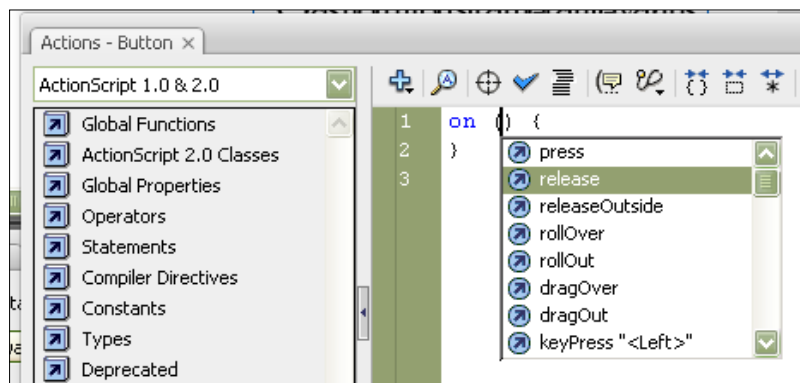 Actions - Button
ActionScript 1.0 & 2.0
Global Functions
ActionScript 2.0 Classes
Global Properties
Operators
Statements
Compiler Directives
Constants
Types
Deprecated
1 on () {
2 }
3
press
release
releaseOutside
rollOver
rollOut
dragOver
dragOut
keyPress "<Left>"